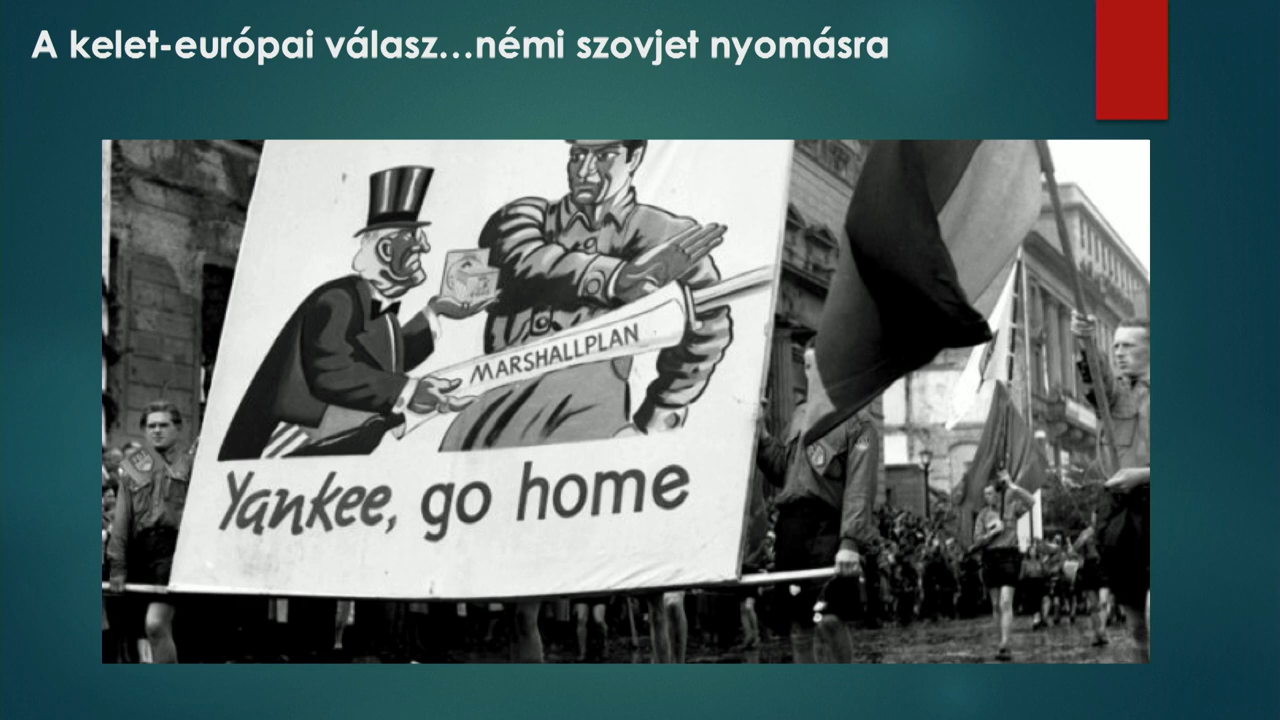 A kelet-európai válasz...némi szovjet nyomásra
MARSHALLPLAN
Yankee, go home